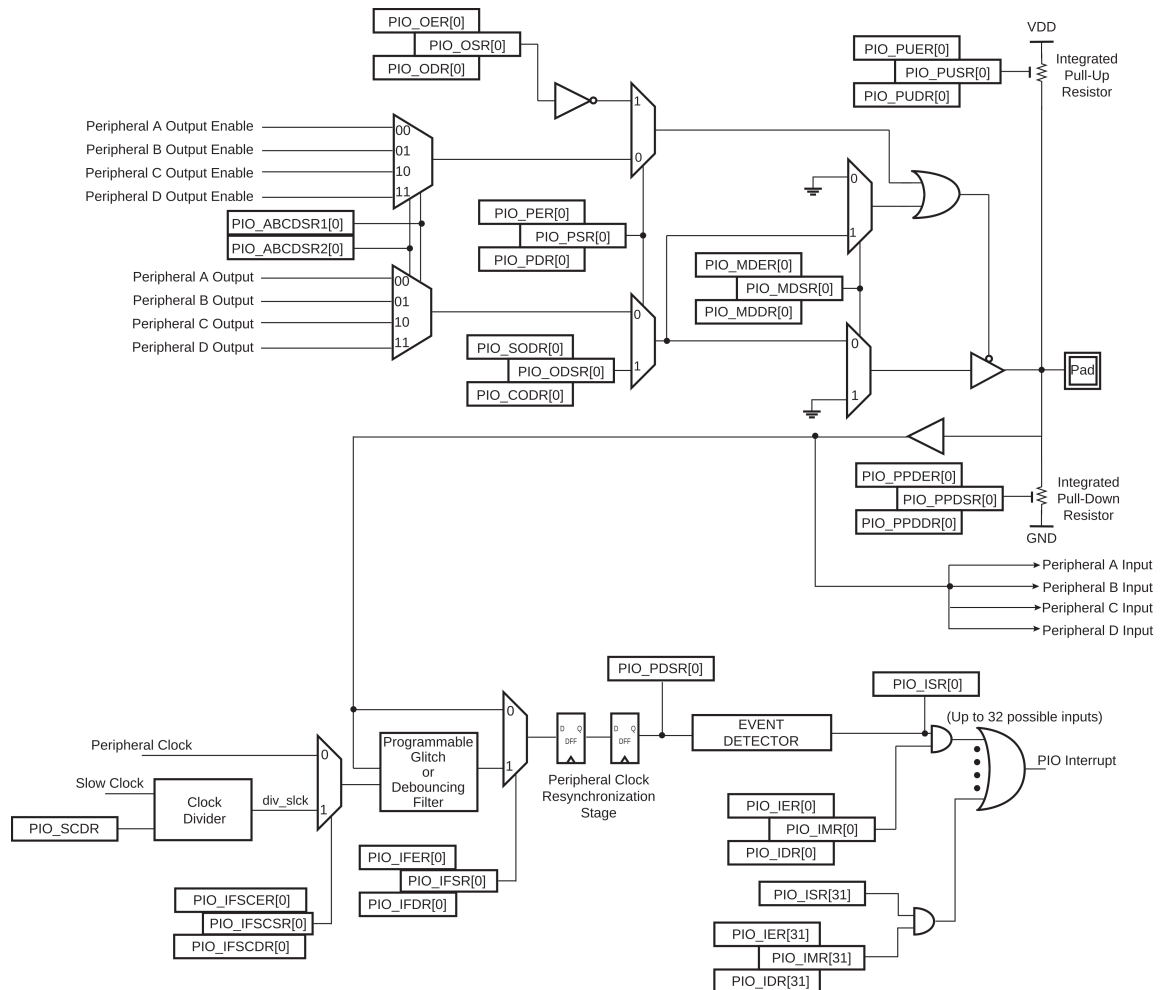 PIO_OER[0]
PIO_OSR[0]
PIO_ODR[0]
1
0
Peripheral A Output Enable
Peripheral B Output Enable
Peripheral C Output Enable
Peripheral D Output Enable
00
01
10
11
PIO_ABCDSR1[0]
PIO_ABCDSR2[0]
Peripheral A Output
Peripheral B Output
Peripheral C Output
Peripheral D Output
00
01
10
11
PIO_PER[0]
PIO_PSR[0]
PIO_PDR[0]
0
1
PIO_SODR[0]
PIO_ODSR[0]
PIO_CODR[0]
PIO_PUER[0]
PIO_PUSR[0]
PIO_PUDR[0]
VDD
Integrated
Pull-Up
Resistor
0
1
PIO_MDER[0]
PIO_MDSR[0]
PIO_MDDR[0]
0
1
Pad
PIO_PPDER[0]
PIO_PPDSR[0]
PIO_PPDDR[0]
Integrated
Pull-Down
Resistor
GND
Peripheral A Input
Peripheral B Input
Peripheral C Input
Peripheral D Input
PIO_PDSR[0]
PIO_ISR[0]
(Up to 32 possible inputs)
EVENT
DETECTOR
PIO Interrupt
0
1
D Q
DFF
D Q
DFF
Peripheral Clock
Resynchronization
Stage
Programmable
Glitch
or
Debouncing
Filter
Peripheral Clock
0
Slow Clock
Clock
Divider
div_slck
1
PIO_SCDR
PIO_IFER[0]
PIO_IFSR[0]
PIO_IFDR[0]
PIO_IFSCER[0]
PIO_IFSCSR[0]
PIO_IFSCDR[0]
PIO_IER[0]
PIO_IMR[0]
PIO_IDR[0]
PIO_ISR[31]
PIO_IER[31]
PIO_IMR[31]
PIO_IDR[31]